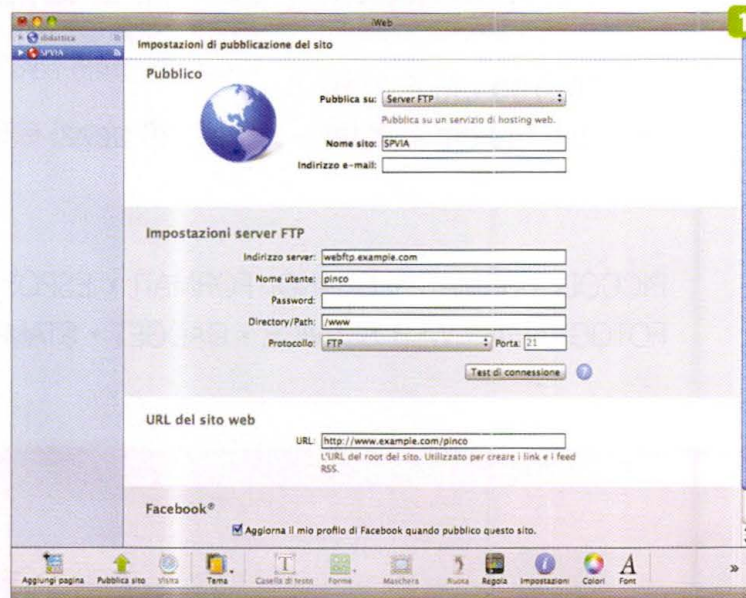 iWeb
1
didattica
SPVIA
Impostazioni di pubblicazione del sito
Pubblico
Pubblica su: Server FTP
Pubblica su un servizio di hosting web.
Nome sito: SPVIA
Indirizzo e-mail:
Impostazioni server FTP
Indirizzo server: webftp.example.com
Nome utente: pinco
Password:
Directory/Path: /www
Protocollo: FTP Porta: 21
Test di connessione ?
URL del sito web
URL: http://www.example.com/pinco
L'URL del root del sito. Utilizzato per creare i link e i feed
RSS.
Facebook®
Aggiorna il mio profilo di Facebook quando pubblico questo sito.
T i A »
Aggiungi pagina Pubblica sito Visita Tema Casella di testo Forme Maschera Ruota Regola Impostazioni Colori Font